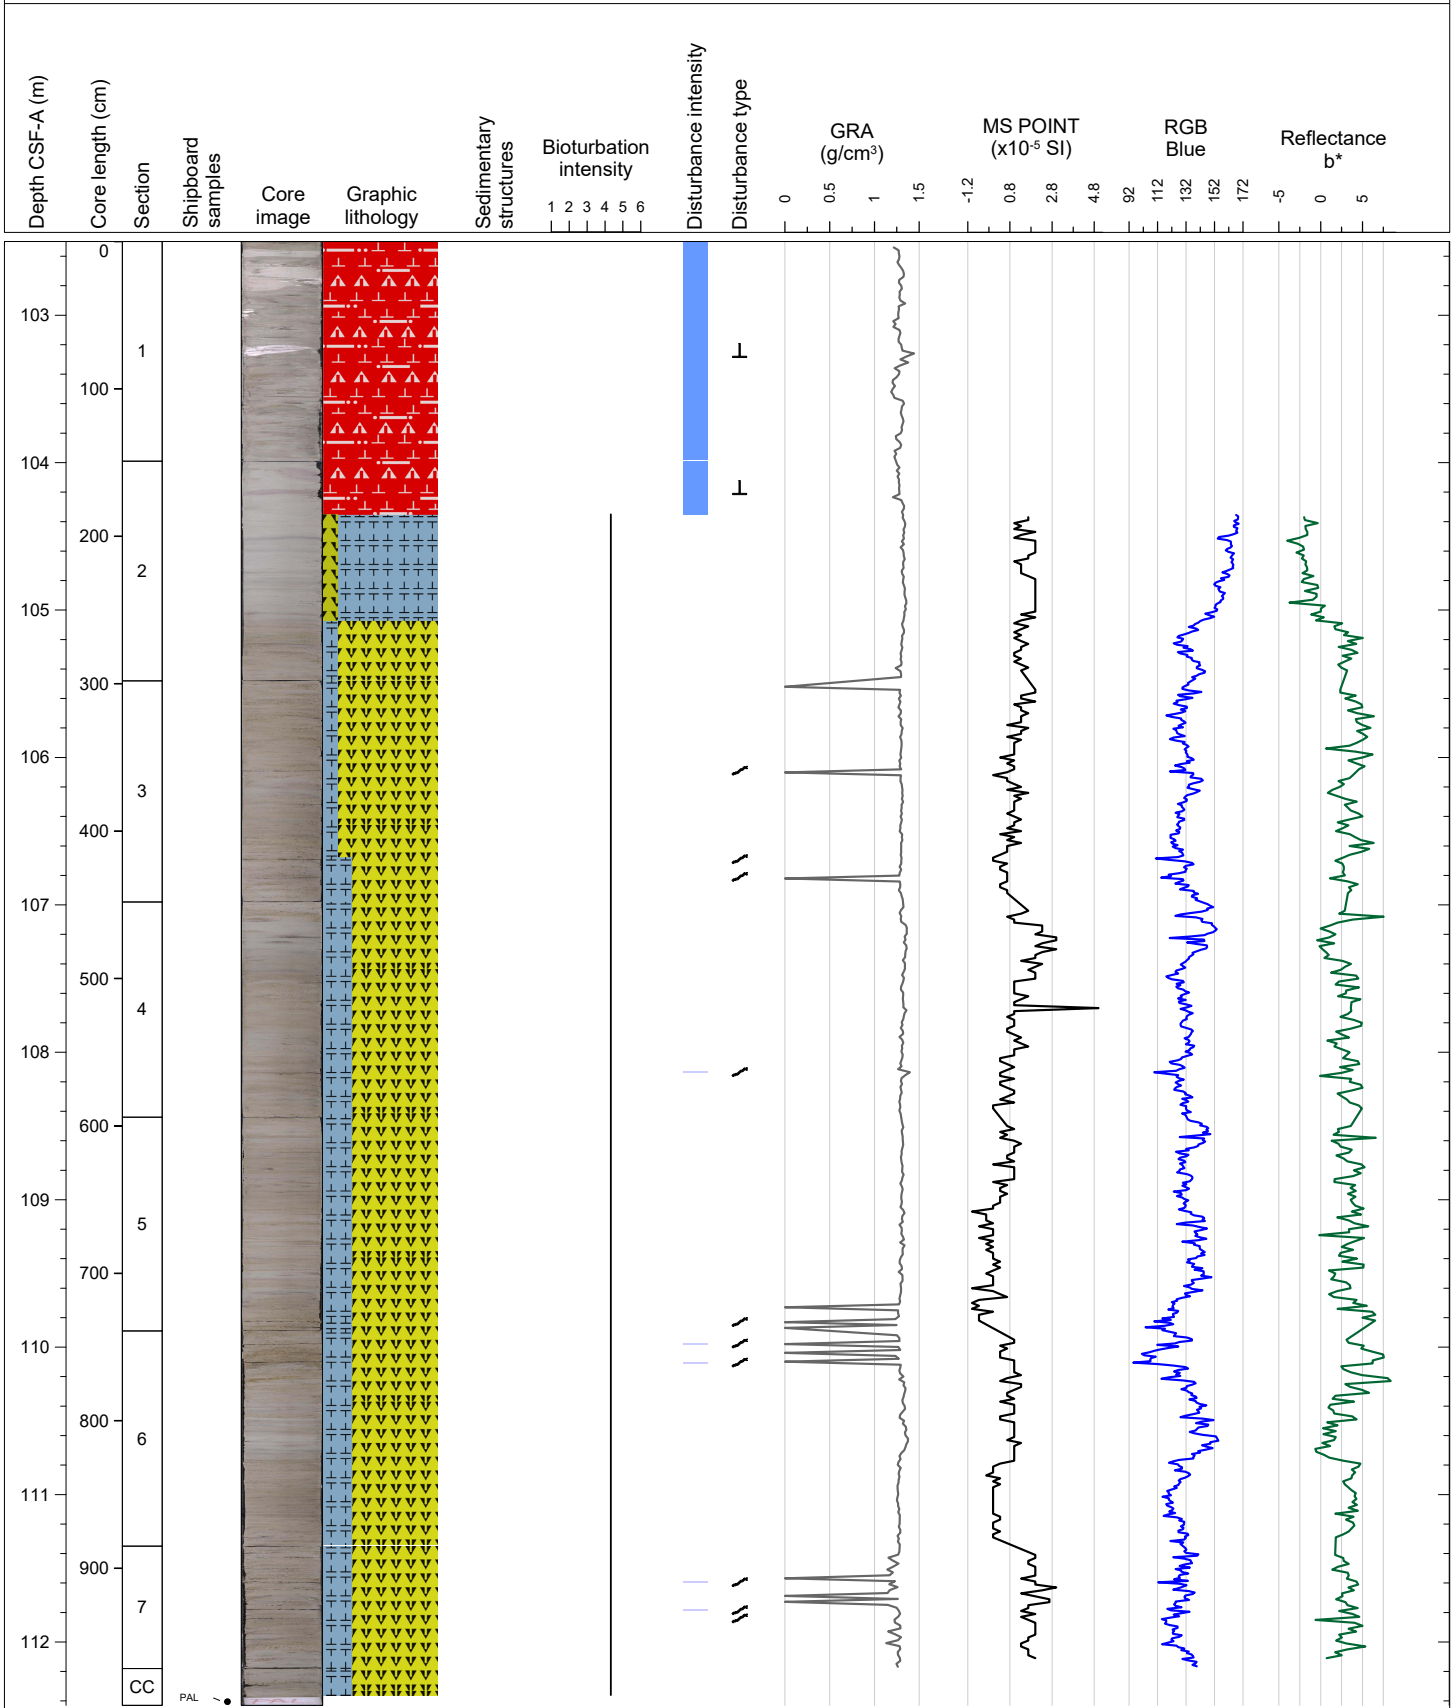 Depth CSF-A (m)
Core length (cm)
Section
Shipboard
samples
Core
image
Graphic
lithology
Sedimentary
structures
Bioturbation
intensity
1 2 3 4 5 6
Disturbance intensity
Disturbance type
GRA
(g/cm³)
0 0.5 1 1.5
MS POINT
(x10⁻⁵ SI)
-1.2 0.8 2.8 4.8
RGB
Blue
92 112 132 152 172
Reflectance
b*
-5 0 5
103
104
105
106
107
108
109
110
111
112
0
100
200
300
400
500
600
700
800
900
1
2
3
4
5
6
7
CC
PAL